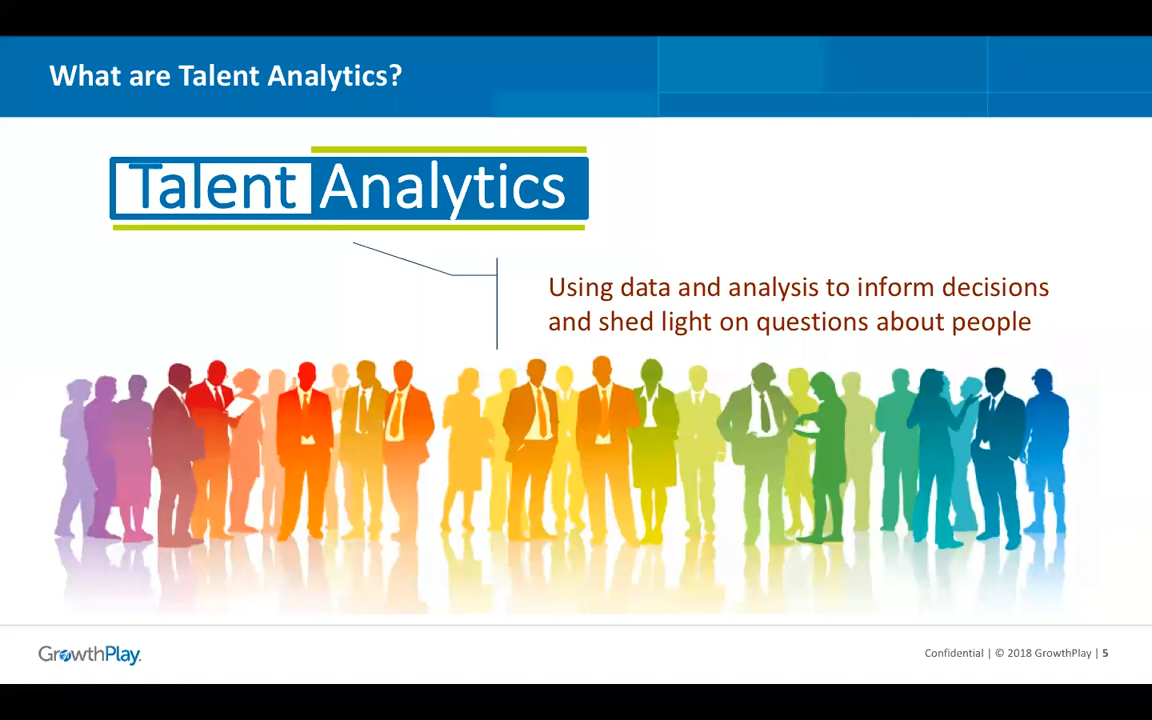 What are Talent Analytics?
Talent Analytics
Using data and analysis to inform decisions
and shed light on questions about people
GrowthPlay.
Confidential | © 2018 GrowthPlay | 5